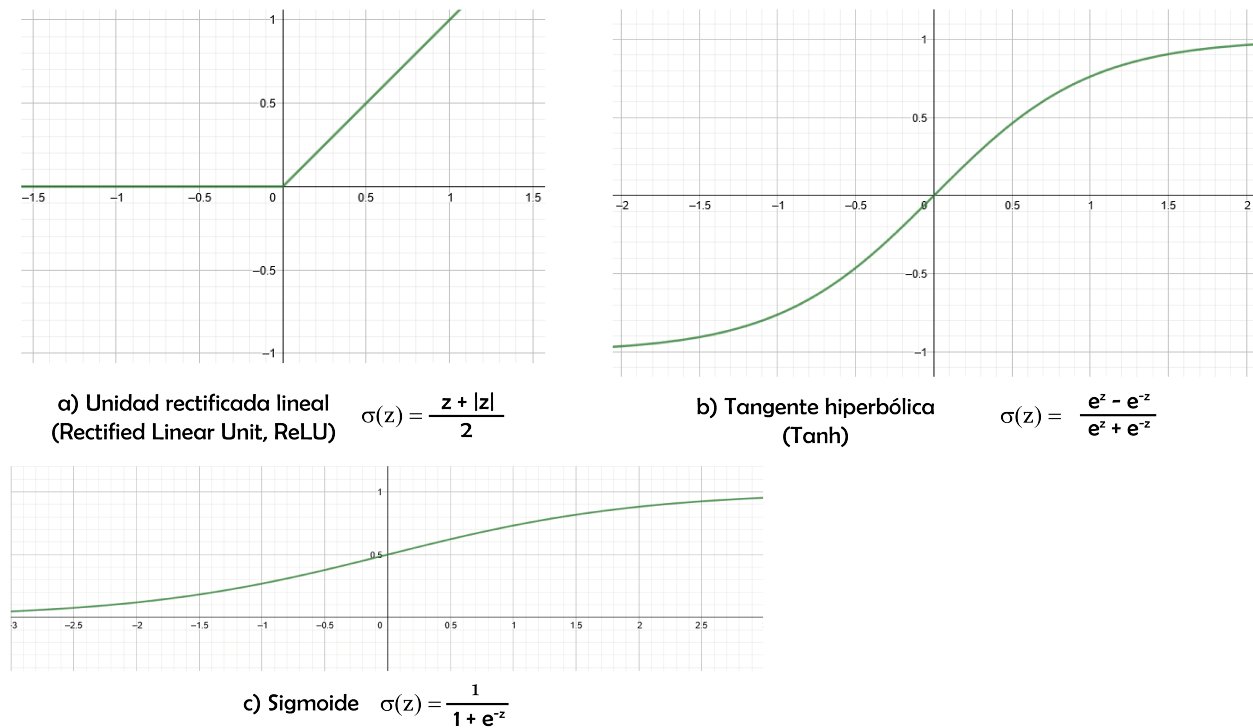 1
0.5
−1.5 −1 −0.5 0 0.5 1 1.5
−0.5
−1
a) Unidad rectificada lineal
(Rectified Linear Unit, ReLU)
σ(z) = z + |z| / 2
1
0.5
−2 −1.5 −1 −0.5 0 0.5 1 1.5 2
−0.5
−1
b) Tangente hiperbólica
(Tanh)
σ(z) = e^z - e^-z / e^z + e^-z
1
0.5
3 −2.5 −2 −1.5 −1 −0.5 0 0.5 1 1.5 2 2.5
c) Sigmoide σ(z) = 1 / 1 + e^-z